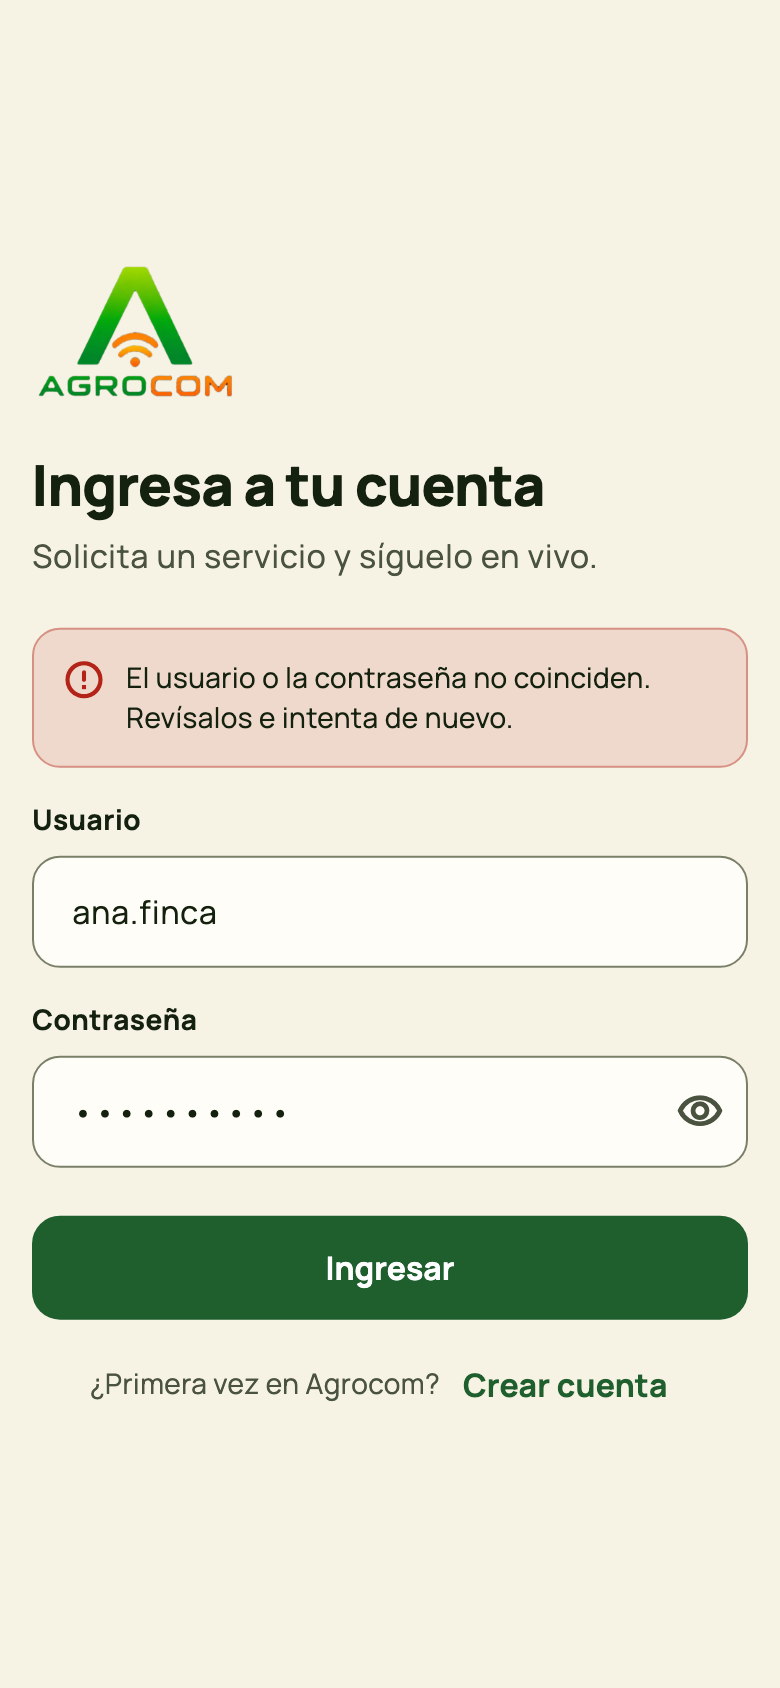 AGROCOM
Ingresa a tu cuenta
Solicita un servicio y síguelo en vivo.
El usuario o la contraseña no coinciden.
Revísalos e intenta de nuevo.
Usuario
ana.finca
Contraseña
••••••••••
Ingresar
¿Primera vez en Agrocom? Crear cuenta